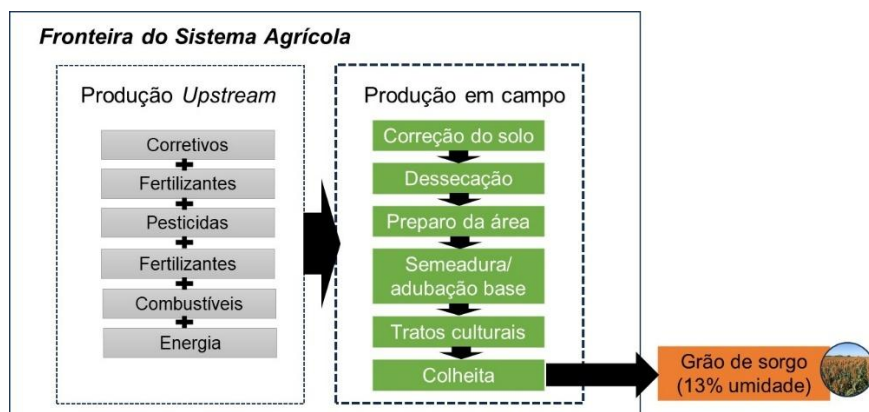 Fronteira do Sistema Agrícola
Produção Upstream
Corretivos
+
Fertilizantes
+
Pesticidas
+
Fertilizantes
+
Combustíveis
+
Energia
Produção em campo
Correção do solo
Dessecação
Preparo da área
Semeadura/
adubação base
Tratos culturais
Colheita
Grão de sorgo
(13% umidade)